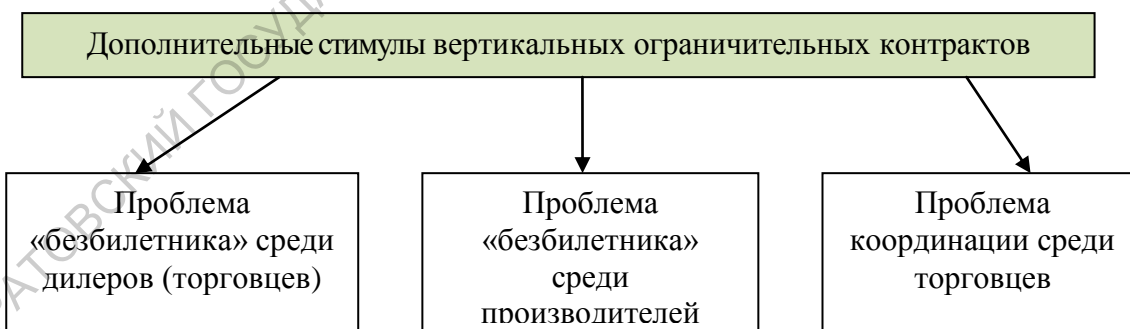 Дополнительные стимулы вертикальных ограничительных контрактов
Проблема
«безбилетника» среди
дилеров (торговцев)
Проблема
«безбилетника»
среди
производителей
Проблема
координации среди
торговцев